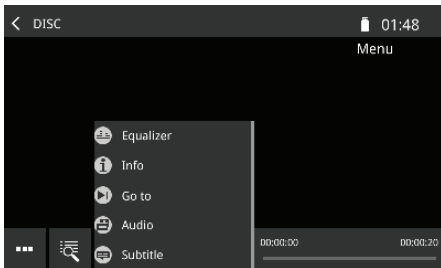 DISC
01:48
Menu
Equalizer
Info
Go to
Audio
Subtitle
00:00:00
00:00:20